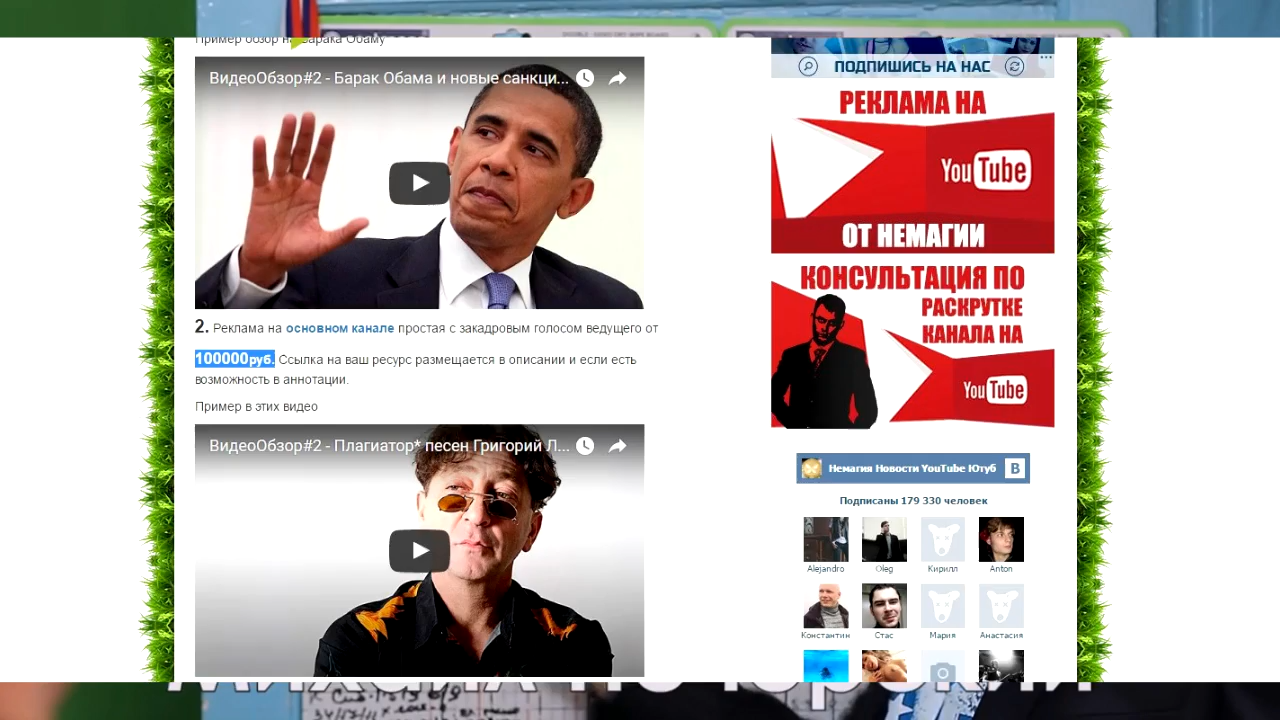 Пример обзор на Барака Обаму
ВидеоОбзор#2 - Барак Обама и новые санкци...
2. Реклама на основном канале простая с закадровым голосом ведущего от
100000руб. Ссылка на ваш ресурс размещается в описании и если есть
возможность в аннотации.
Пример в этих видео
ВидеоОбзор#2 - Плагиатор* песен Григорий Л...
ПОДПИШИСЬ НА НАС
РЕКЛАМА НА
YouTube
ОТ НЕМАГИИ
КОНСУЛЬТАЦИЯ ПО
РАСКРУТКЕ
КАНАЛА НА
YouTube
Немагия Новости YouTube Ютуб B
Подписаны 179 330 человек
Alejandro Oleg Кирилл Anton
Константин Стас Мария Анастасия